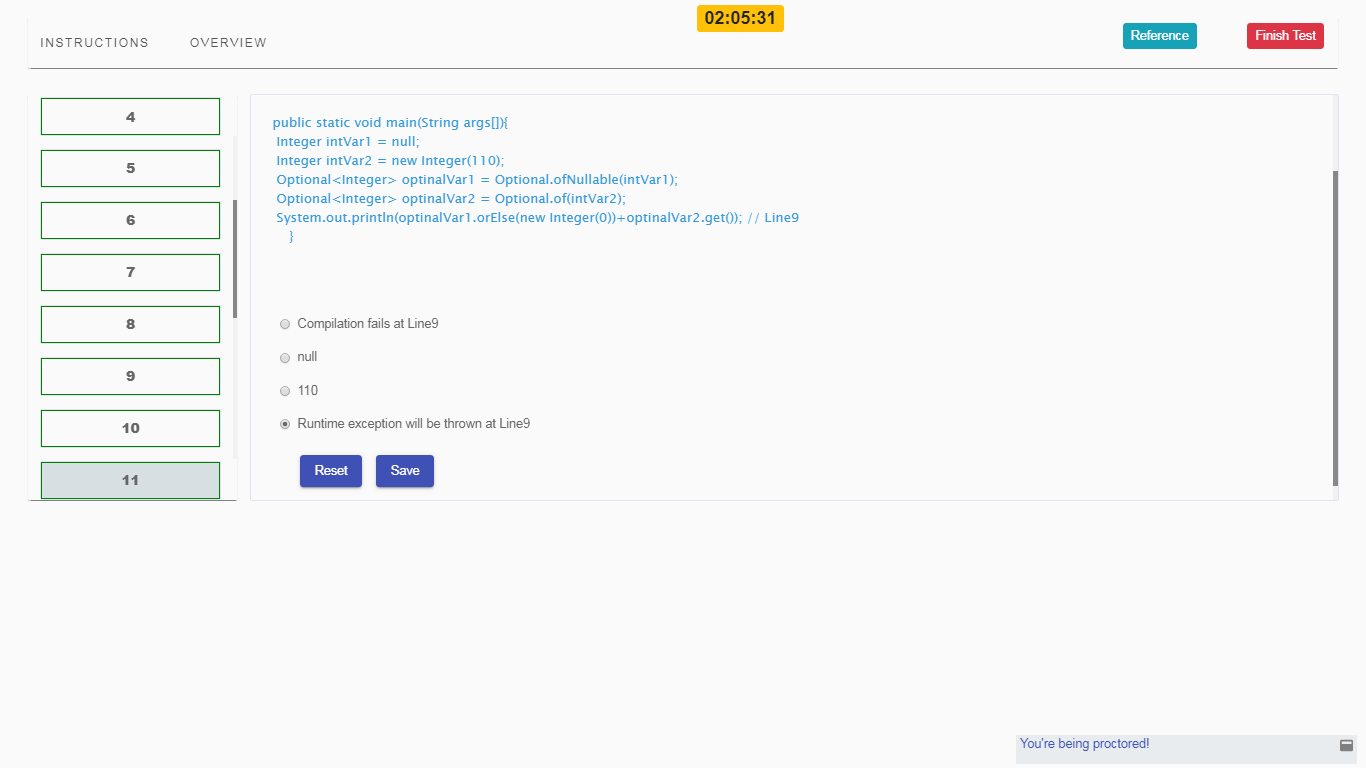 02:05:31
INSTRUCTIONS
OVERVIEW
Reference
Finish Test
4
5
6
7
8
9
10
11
public static void main(String args[]){
Integer intVar1 = null;
Integer intVar2 = new Integer(110);
Optional<Integer> optinalVar1 = Optional.ofNullable(intVar1);
Optional<Integer> optinalVar2 = Optional.of(intVar2);
System.out.println(optinalVar1.orElse(new Integer(0))+optinalVar2.get()); // Line9
}
Compilation fails at Line9
null
110
Runtime exception will be thrown at Line9
Reset
Save
You're being proctored!